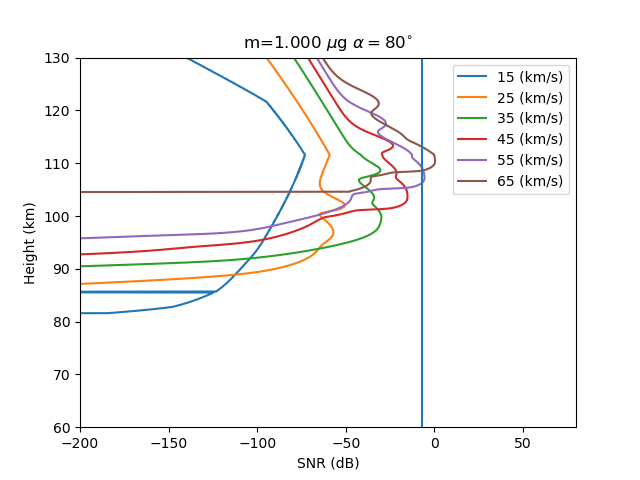 m=1.000 μg α = 80°
130
120
110
100
90
80
70
60
Height (km)
15 (km/s)
25 (km/s)
35 (km/s)
45 (km/s)
55 (km/s)
65 (km/s)
−200
−150
−100
−50
0
50
SNR (dB)